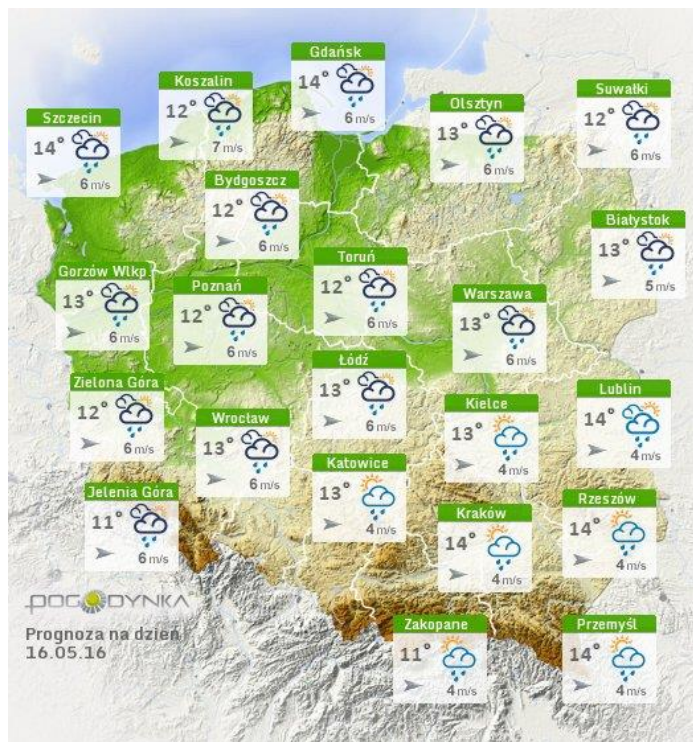 Gdańsk
14°
6 m/s
Koszalin
12°
7 m/s
Suwałki
12°
6 m/s
Olsztyn
13°
6 m/s
Szczecin
14°
6 m/s
Bydgoszcz
12°
6 m/s
Białystok
13°
5 m/s
Toruń
12°
6 m/s
Gorzów Wlkp
13°
6 m/s
Poznań
12°
6 m/s
Warszawa
13°
6 m/s
Łódź
13°
6 m/s
Zielona Góra
12°
6 m/s
Lublin
14°
4 m/s
Kielce
13°
4 m/s
Wrocław
13°
6 m/s
Katowice
13°
4 m/s
Jelenia Góra
11°
6 m/s
Rzeszów
14°
4 m/s
Kraków
14°
4 m/s
POGODYNKA
Prognoza na dzień
16.05.16
Zakopane
11°
4 m/s
Przemyśl
14°
4 m/s